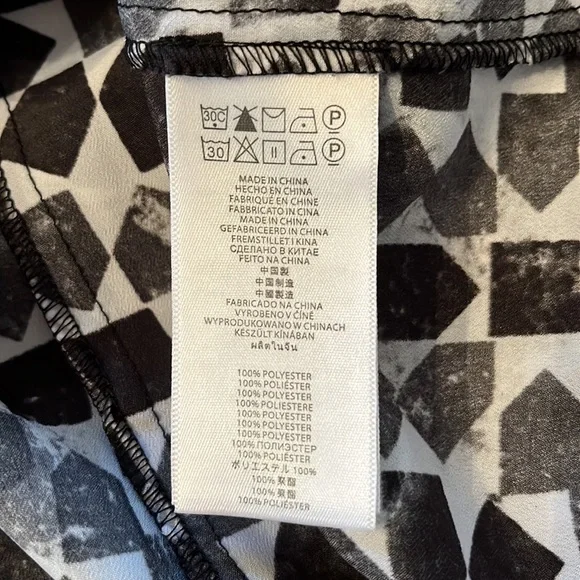 30C P
30 P
MADE IN CHINA
HECHO EN CHINA
FABRIQUÉ EN CHINE
FABBRICATO IN CINA
MADE IN CHINA
GEFABRICEERD IN CHINA
FREMSTILLET I KINA
СДЕЛАНО В КИТАЕ
FEITO NA CHINA
中国製
中国制造
中國製造
FABRICADO NA CHINA
VYROBENO V ČÍNĚ
WYPRODUKOWANO W CHINACH
KÉSZÜLT KÍNÁBAN
ผลิตในจีน
100% POLYESTER
100% POLIÉSTER
100% POLYESTER
100% POLIESTERE
100% POLYESTER
100% POLYESTER
100% POLYESTER
100% ПОЛИЭСТЕР
100% POLIÉSTER
ポリエステル 100%
100% 聚酯
100% 聚酯